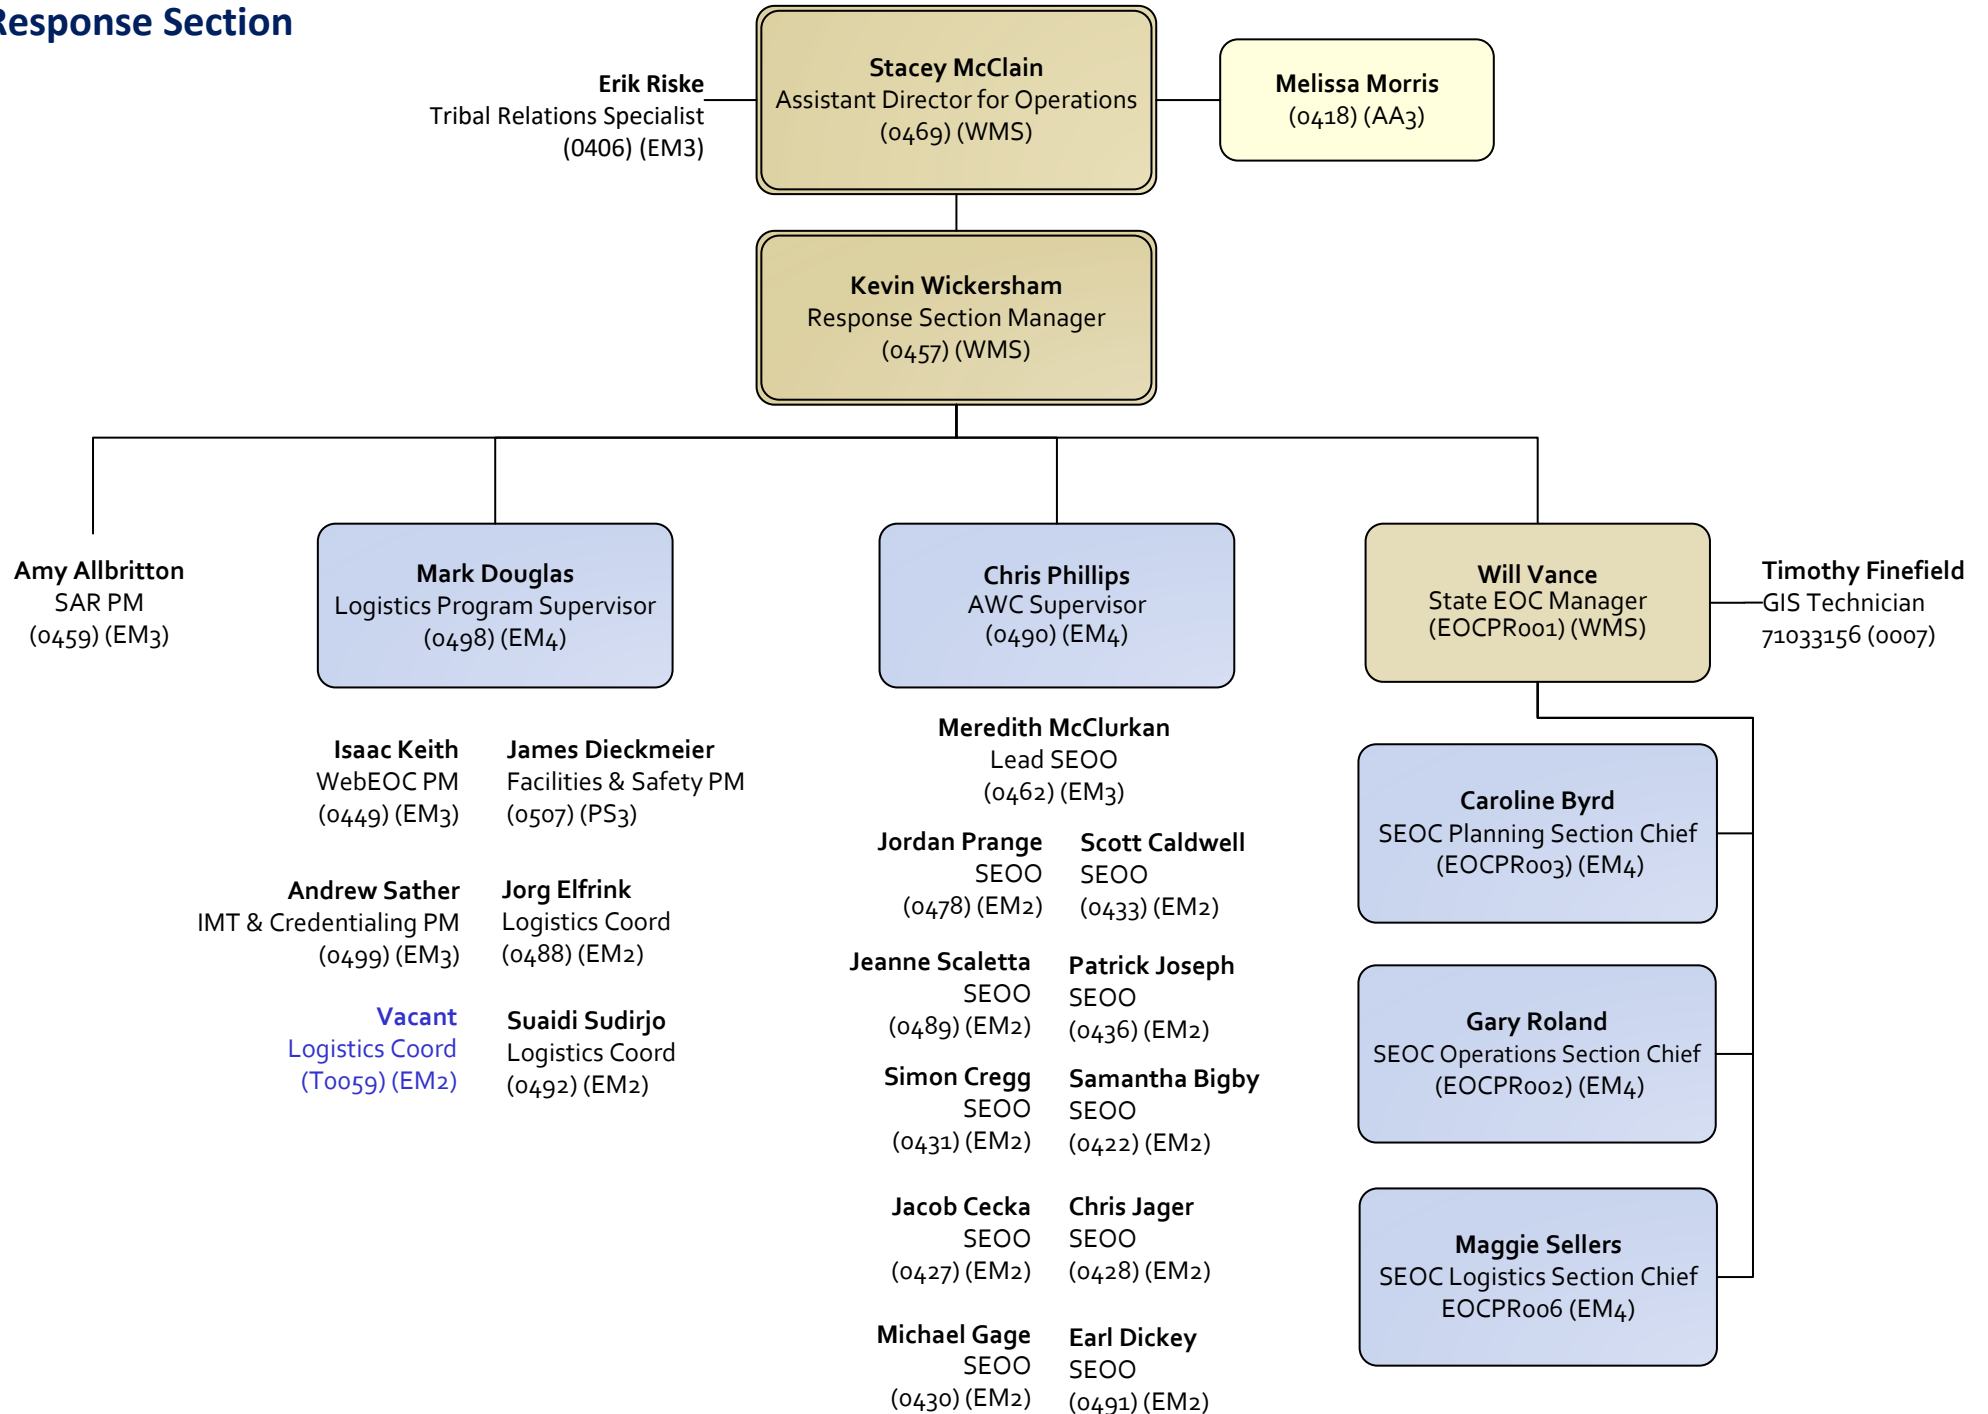 Response Section
Stacey McClain
Assistant Director for Operations
(0469) (WMS)
Erik Riske
Tribal Relations Specialist
(0406) (EM3)
Melissa Morris
(0418) (AA3)
Kevin Wickersham
Response Section Manager
(0457) (WMS)
Amy Allbritton
SAR PM
(0459) (EM3)
Mark Douglas
Logistics Program Supervisor
(0498) (EM4)
Isaac Keith
WebEOC PM
(0449) (EM3)
James Dieckmeier
Facilities & Safety PM
(0507) (PS3)
Andrew Sather
IMT & Credentialing PM
(0499) (EM3)
Jorg Elfrink
Logistics Coord
(0488) (EM2)
Vacant
Logistics Coord
(T0059) (EM2)
Suaidi Sudirjo
Logistics Coord
(0492) (EM2)
Chris Phillips
AWC Supervisor
(0490) (EM4)
Meredith McClurkan
Lead SEOO
(0462) (EM3)
Jordan Prange
SEOO
(0478) (EM2)
Scott Caldwell
SEOO
(0433) (EM2)
Jeanne Scaletta
SEOO
(0489) (EM2)
Patrick Joseph
SEOO
(0436) (EM2)
Simon Cregg
SEOO
(0431) (EM2)
Samantha Bigby
SEOO
(0422) (EM2)
Jacob Cecka
SEOO
(0427) (EM2)
Chris Jager
SEOO
(0428) (EM2)
Michael Gage
SEOO
(0430) (EM2)
Earl Dickey
SEOO
(0491) (EM2)
Will Vance
State EOC Manager
(EOCPR001) (WMS)
Timothy Finefield
GIS Technician
71033156 (0007)
Caroline Byrd
SEOC Planning Section Chief
(EOCPR003) (EM4)
Gary Roland
SEOC Operations Section Chief
(EOCPR002) (EM4)
Maggie Sellers
SEOC Logistics Section Chief
EOCPR006 (EM4)